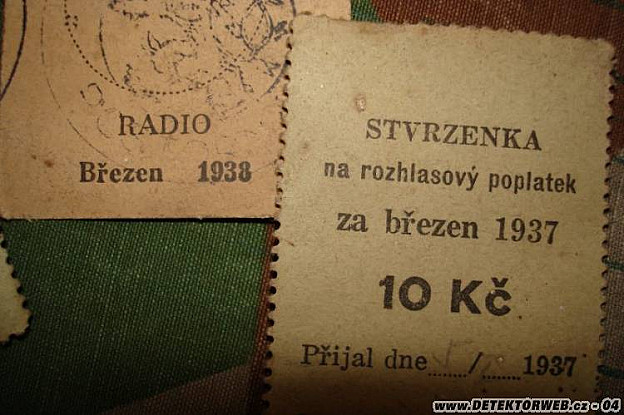 RADIO
Březen 1938
STVRZENKA
na rozhlasový poplatek
za březen 1937
10 Kč
Přijal dne ...../..... 1937
www.DETEKTORWEB.cz - 04